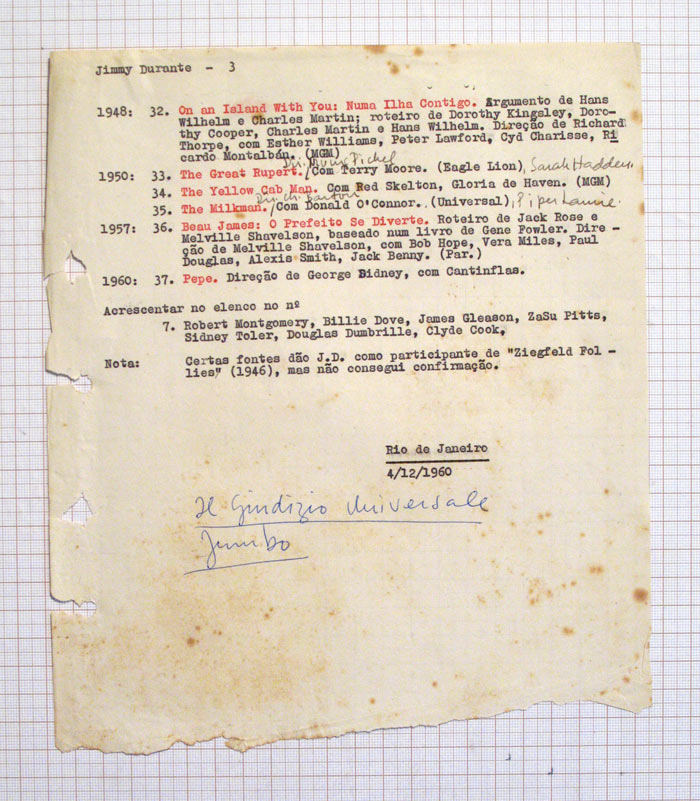 Jimmy Durante - 3
1948: 32. On an Island With You: Numa Ilha Contigo. Argumento de Hans
Wilhelm e Charles Martin; roteiro de Dorothy Kingsley, Doro-
thy Cooper, Charles Martin e Hans Wilhelm. Direção de Richard
Thorpe, com Esther Williams, Peter Lawford, Cyd Charisse, Ri
cardo Montalbán. (MGM)
Dir. Irving Pichel
1950: 33. The Great Rupert./Com Terry Moore. (Eagle Lion), Sarah Hadden.
34. The Yellow Cab Man. Com Red Skelton, Gloria de Haven. (MGM)
Dir. Ch. Barton
35. The Milkman./Com Donald O'Connor. (Universal), Piper Laurie.
1957: 36. Beau James: O Prefeito Se Diverte. Roteiro de Jack Rose e
Melville Shavelson, baseado num livro de Gene Fowler. Dire-
ção de Melville Shavelson, com Bob Hope, Vera Miles, Paul
Douglas, Alexis Smith, Jack Benny. (Par.)
1960: 37. Pepe. Direção de George Sidney, com Cantinflas.
Acrescentar no elenco no nº
7. Robert Montgomery, Billie Dove, James Gleason, ZaSu Pitts,
Sidney Toler, Douglas Dumbrille, Clyde Cook,
Nota: Certas fontes dão J.D. como participante de "Ziegfeld Fol -
lies" (1946), mas não consegui confirmação.
Rio de Janeiro
4/12/1960
Il Giudizio Universale
Jumbo